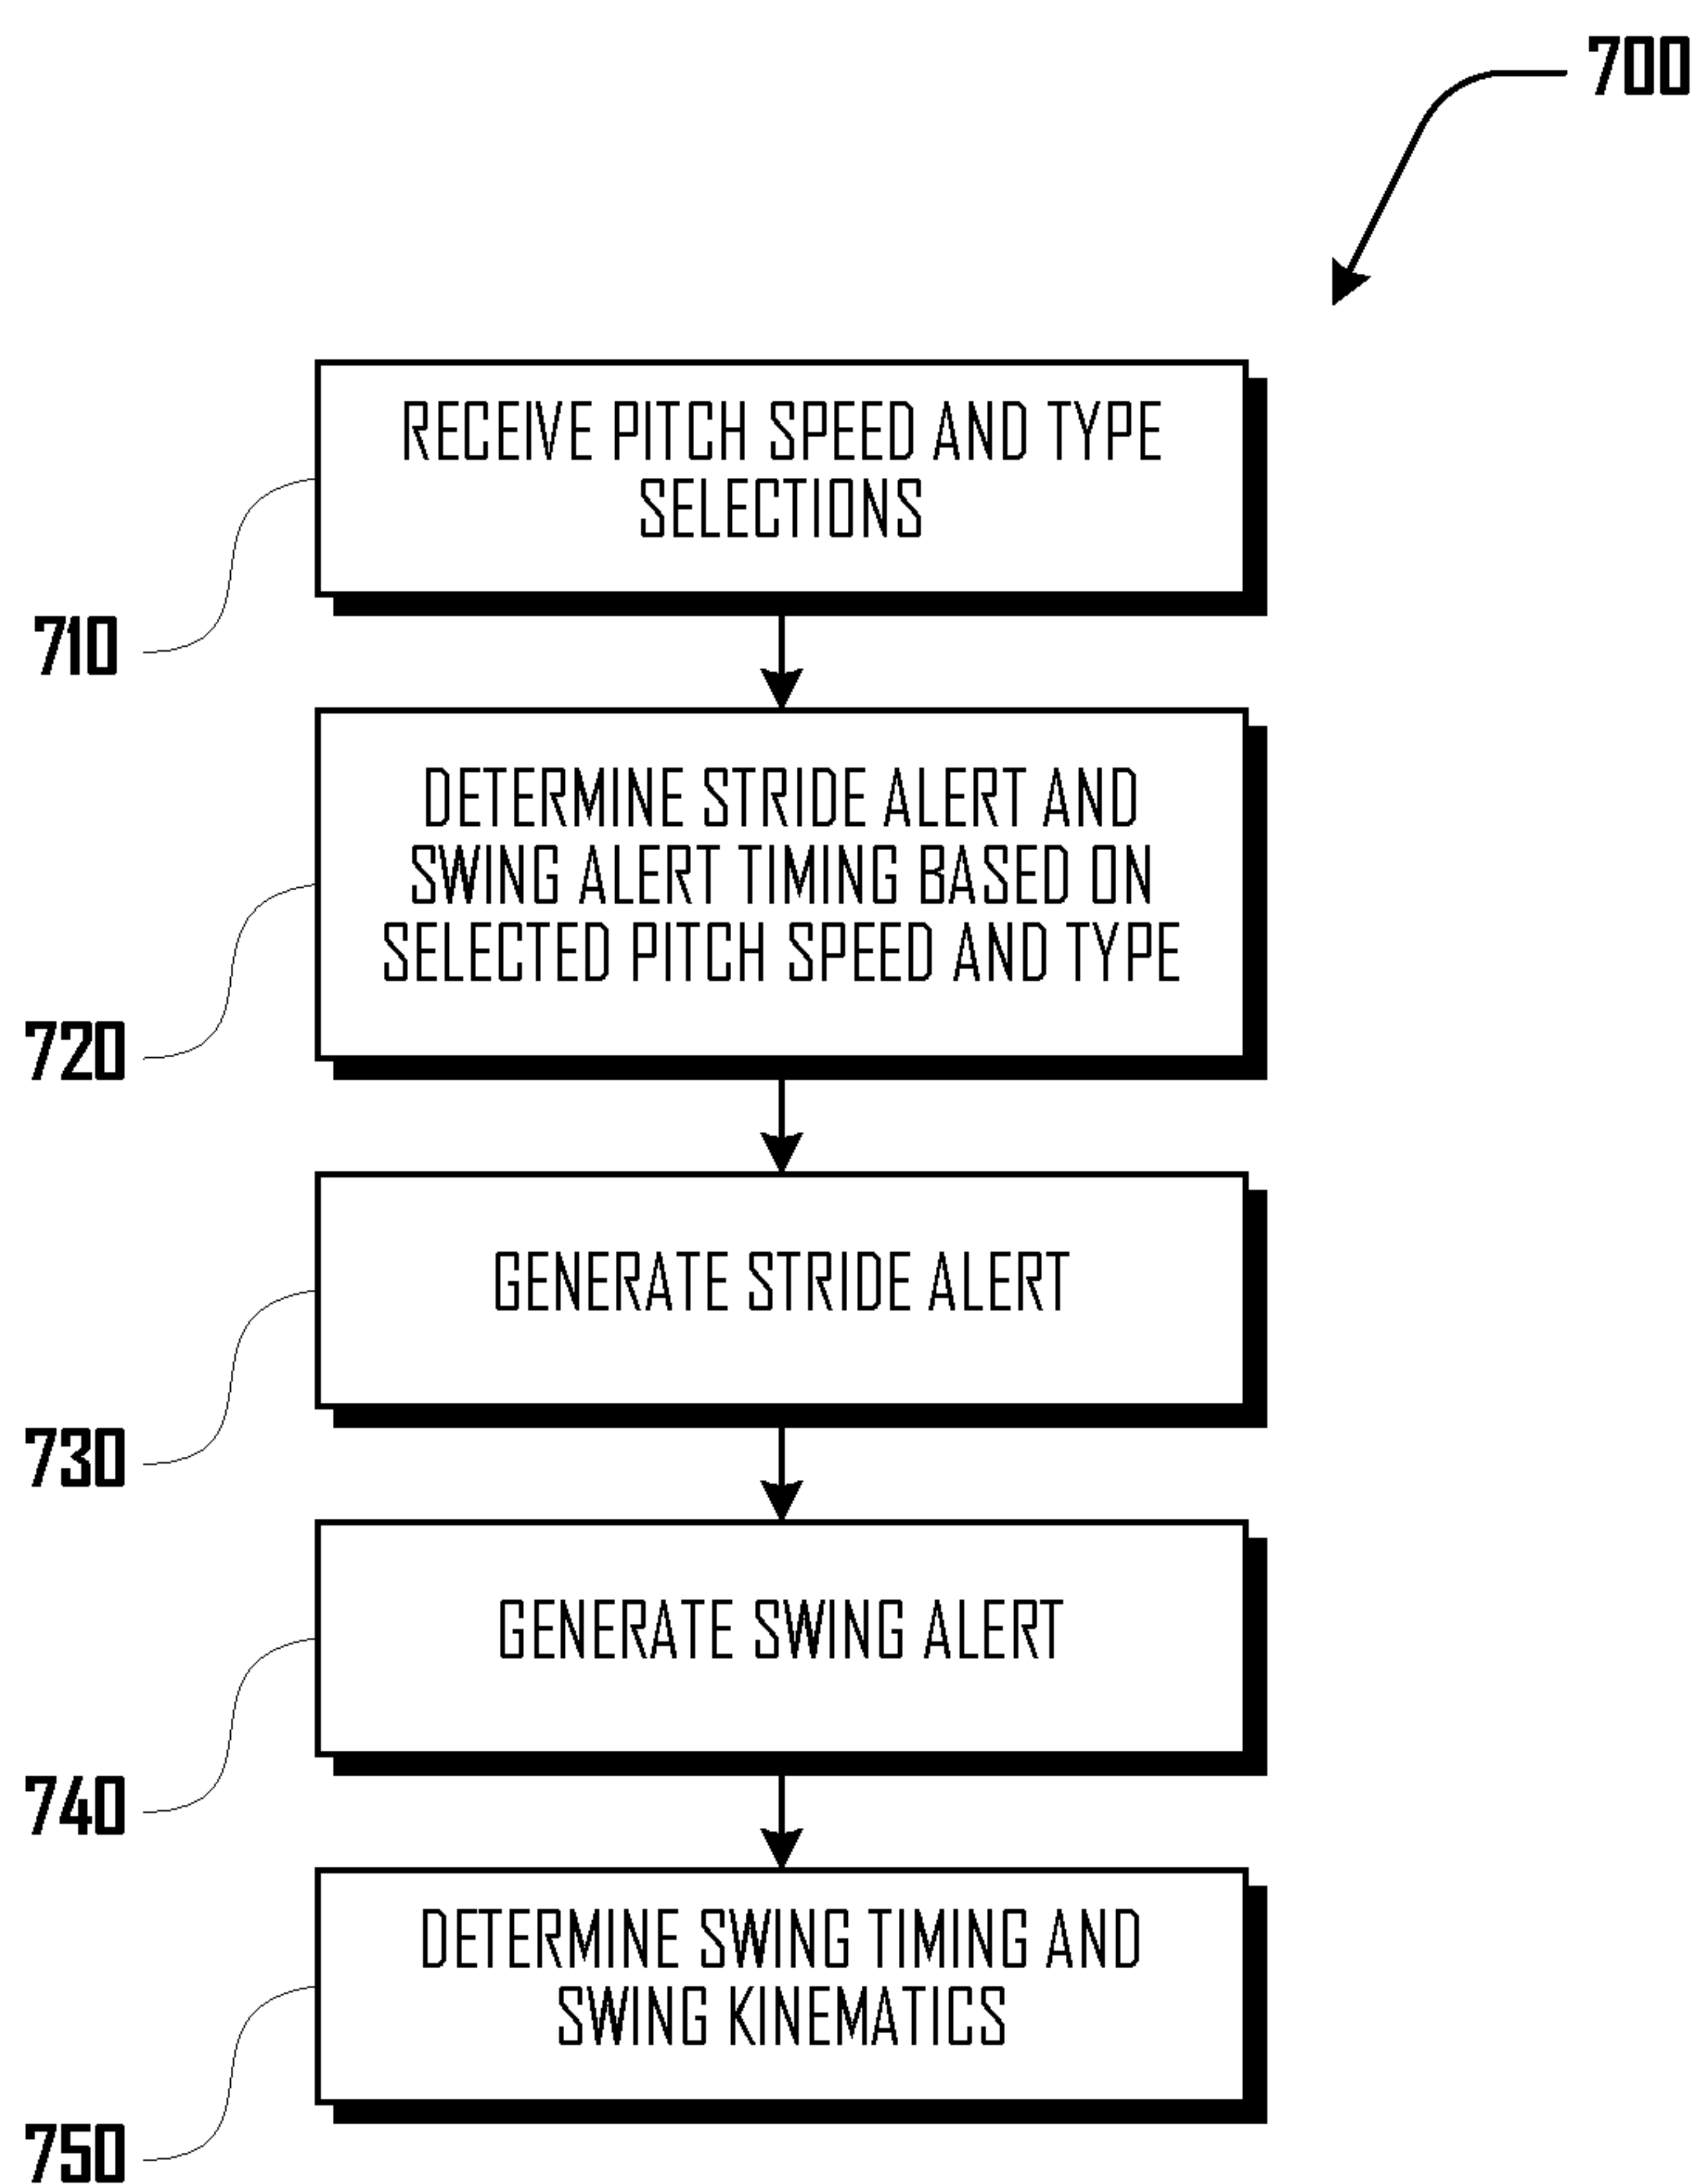 700
RECEIVE PITCH SPEED AND TYPE
SELECTIONS
710
DETERMINE STRIDE ALERT AND
SWING ALERT TIMING BASED ON
SELECTED PITCH SPEED AND TYPE
720
GENERATE STRIDE ALERT
730
GENERATE SWING ALERT
740
DETERMINE SWING TIMING AND
SWING KINEMATICS
750